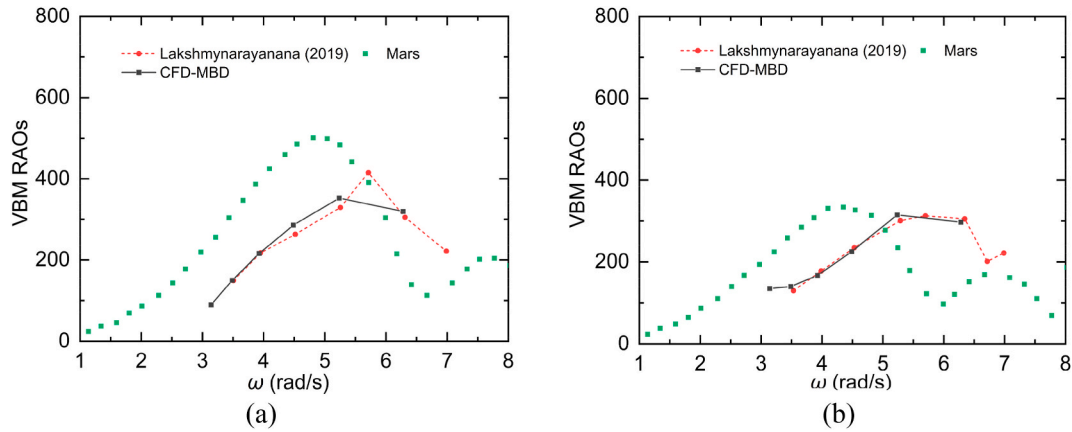 800
600
400
200
0
VBM RAOs
Lakshmynarayanana (2019) Mars
CFD-MBD
1 2 3 4 5 6 7 8
ω (rad/s)
(a)
800
600
400
200
0
VBM RAOs
Lakshmynarayanana (2019) Mars
CFD-MBD
1 2 3 4 5 6 7 8
ω (rad/s)
(b)